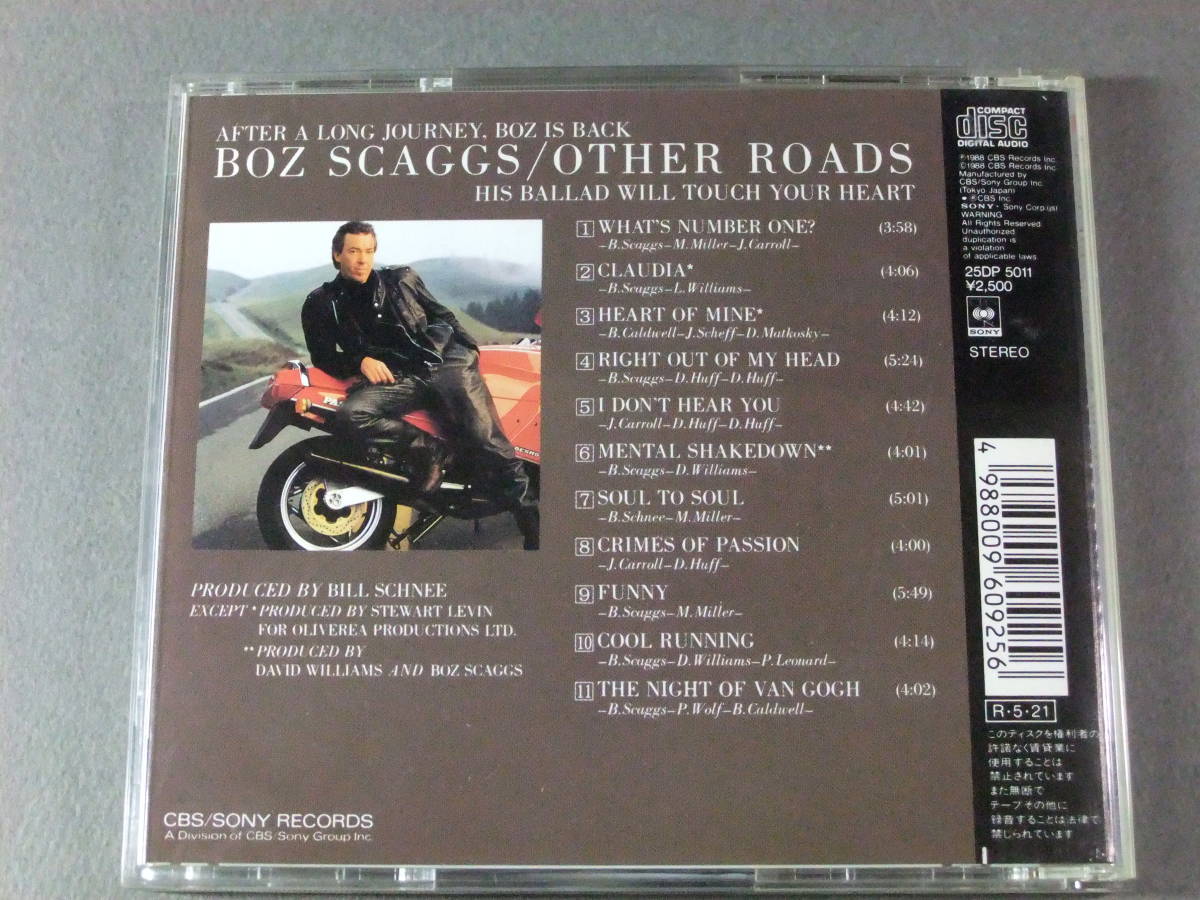 AFTER A LONG JOURNEY, BOZ IS BACK
BOZ SCAGGS/OTHER ROADS
HIS BALLAD WILL TOUCH YOUR HEART
1 WHAT'S NUMBER ONE? (3:58)
–B.Scaggs–M.Miller–J.Carroll–
2 CLAUDIA* (4:06)
–B.Scaggs–L.Williams–
3 HEART OF MINE* (4:12)
–B.Caldwell–J.Scheff–D.Matkosky–
4 RIGHT OUT OF MY HEAD (5:24)
–B.Scaggs–D.Huff–D.Huff–
5 I DON'T HEAR YOU (4:42)
–J.Carroll–D.Huff–D.Huff–
6 MENTAL SHAKEDOWN** (4:01)
–B.Scaggs–D.Williams–
7 SOUL TO SOUL (5:01)
–B.Schnee–M.Miller–
8 CRIMES OF PASSION (4:00)
–J.Carroll–D.Huff–
9 FUNNY (5:49)
–B.Scaggs–M.Miller–
10 COOL RUNNING (4:14)
–B.Scaggs–D.Williams–P.Leonard–
11 THE NIGHT OF VAN GOGH (4:02)
–B.Scaggs–P.Wolf–B.Caldwell–
PRODUCED BY BILL SCHNEE
EXCEPT *PRODUCED BY STEWART LEVIN
FOR OLIVEREA PRODUCTIONS LTD.
**PRODUCED BY
DAVID WILLIAMS AND BOZ SCAGGS
CBS/SONY RECORDS
A Division of CBS/Sony Group Inc.
COMPACT
disc
DIGITAL AUDIO
℗1988 CBS Records Inc.
©1988 CBS Records Inc.
Manufactured by
CBS/Sony Group Inc.
(Tokyo Japan)
● ®CBS Inc.
SONY・Sony Corp.(js)
WARNING
All Rights Reserved.
Unauthorized
duplication is
a violation
of applicable laws.
25DP 5011
¥2,500
SONY
STEREO
4 988009 609256
R・5・21
このディスクを権利者の
許諾なく賃貸業に
使用することは
禁止されています
また無断で
テープその他に
録音することは法律で
禁じられています